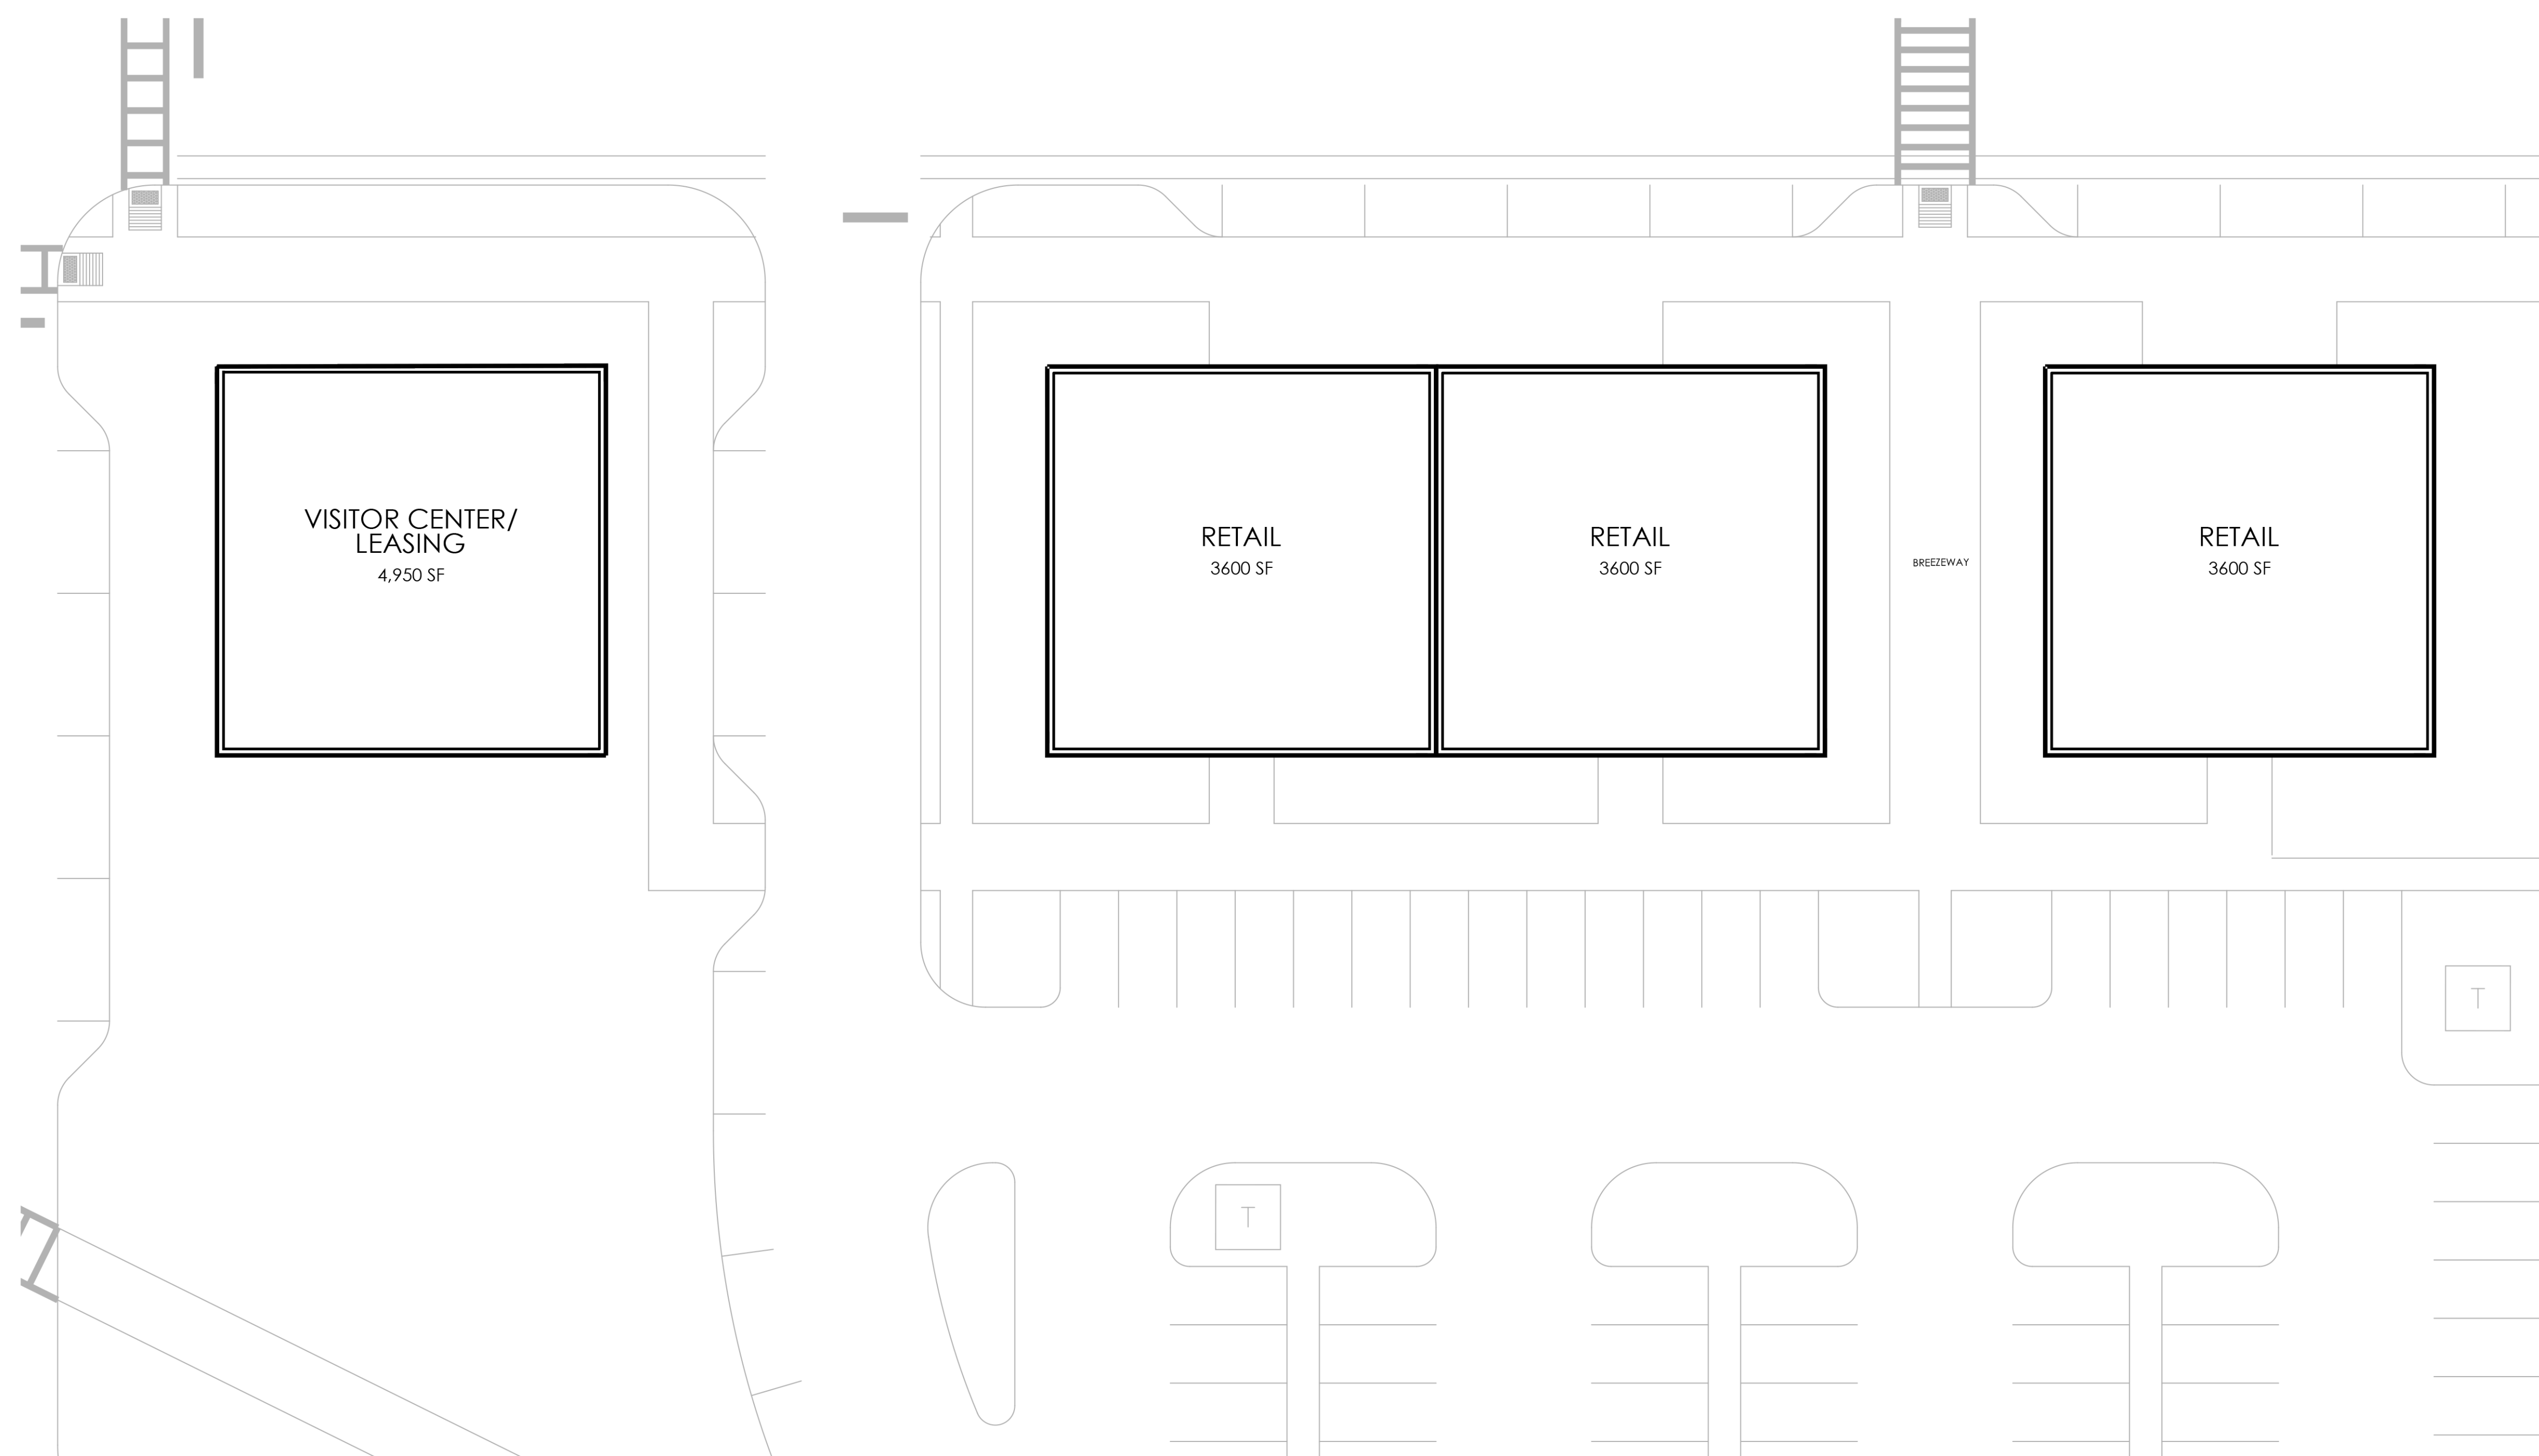 VISITOR CENTER/
LEASING
4,950 SF
RETAIL
3600 SF
RETAIL
3600 SF
BREEZEWAY
RETAIL
3600 SF
T
T